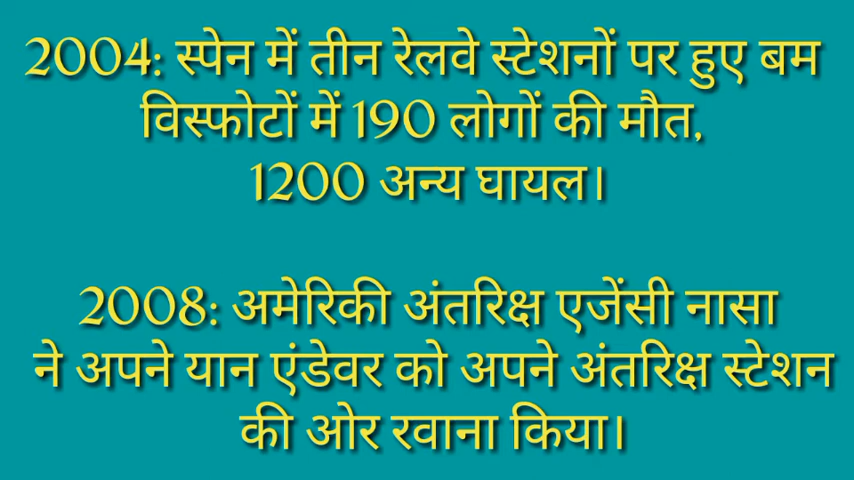 2004: स्पेन में तीन रेलवे स्टेशनों पर हुए बम
विस्फोटों में 190 लोगों की मौत,
1200 अन्य घायल।
2008: अमेरिकी अंतरिक्ष एजेंसी नासा
ने अपने यान एंडेवर को अपने अंतरिक्ष स्टेशन
की ओर रवाना किया।